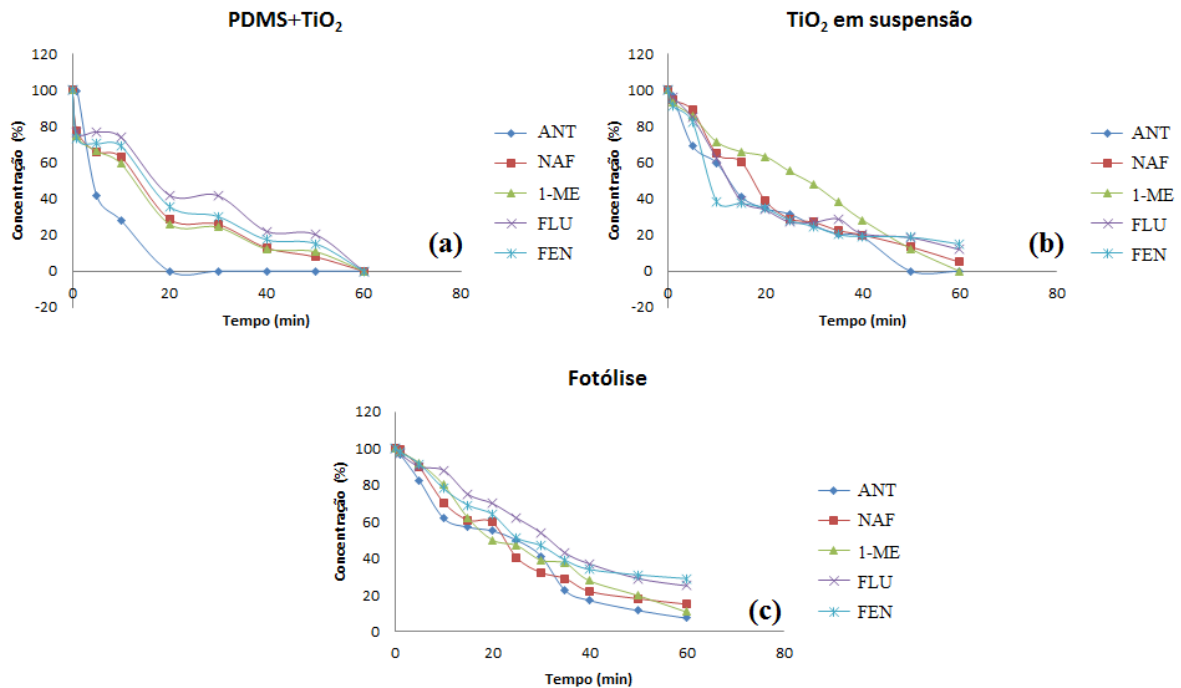 PDMS+TiO₂
120
100
80
60
40
20
0
-20
0
20
40
60
80
Concentração (%)
Tempo (min)
ANT
NAF
1-ME
FLU
FEN
(a)
TiO₂ em suspensão
120
100
80
60
40
20
0
-20
0
20
40
60
80
Concentração (%)
Tempo (min)
ANT
NAF
1-ME
FLU
FEN
(b)
Fotólise
120
100
80
60
40
20
0
0
20
40
60
80
Concentração (%)
Tempo (min)
ANT
NAF
1-ME
FLU
FEN
(c)